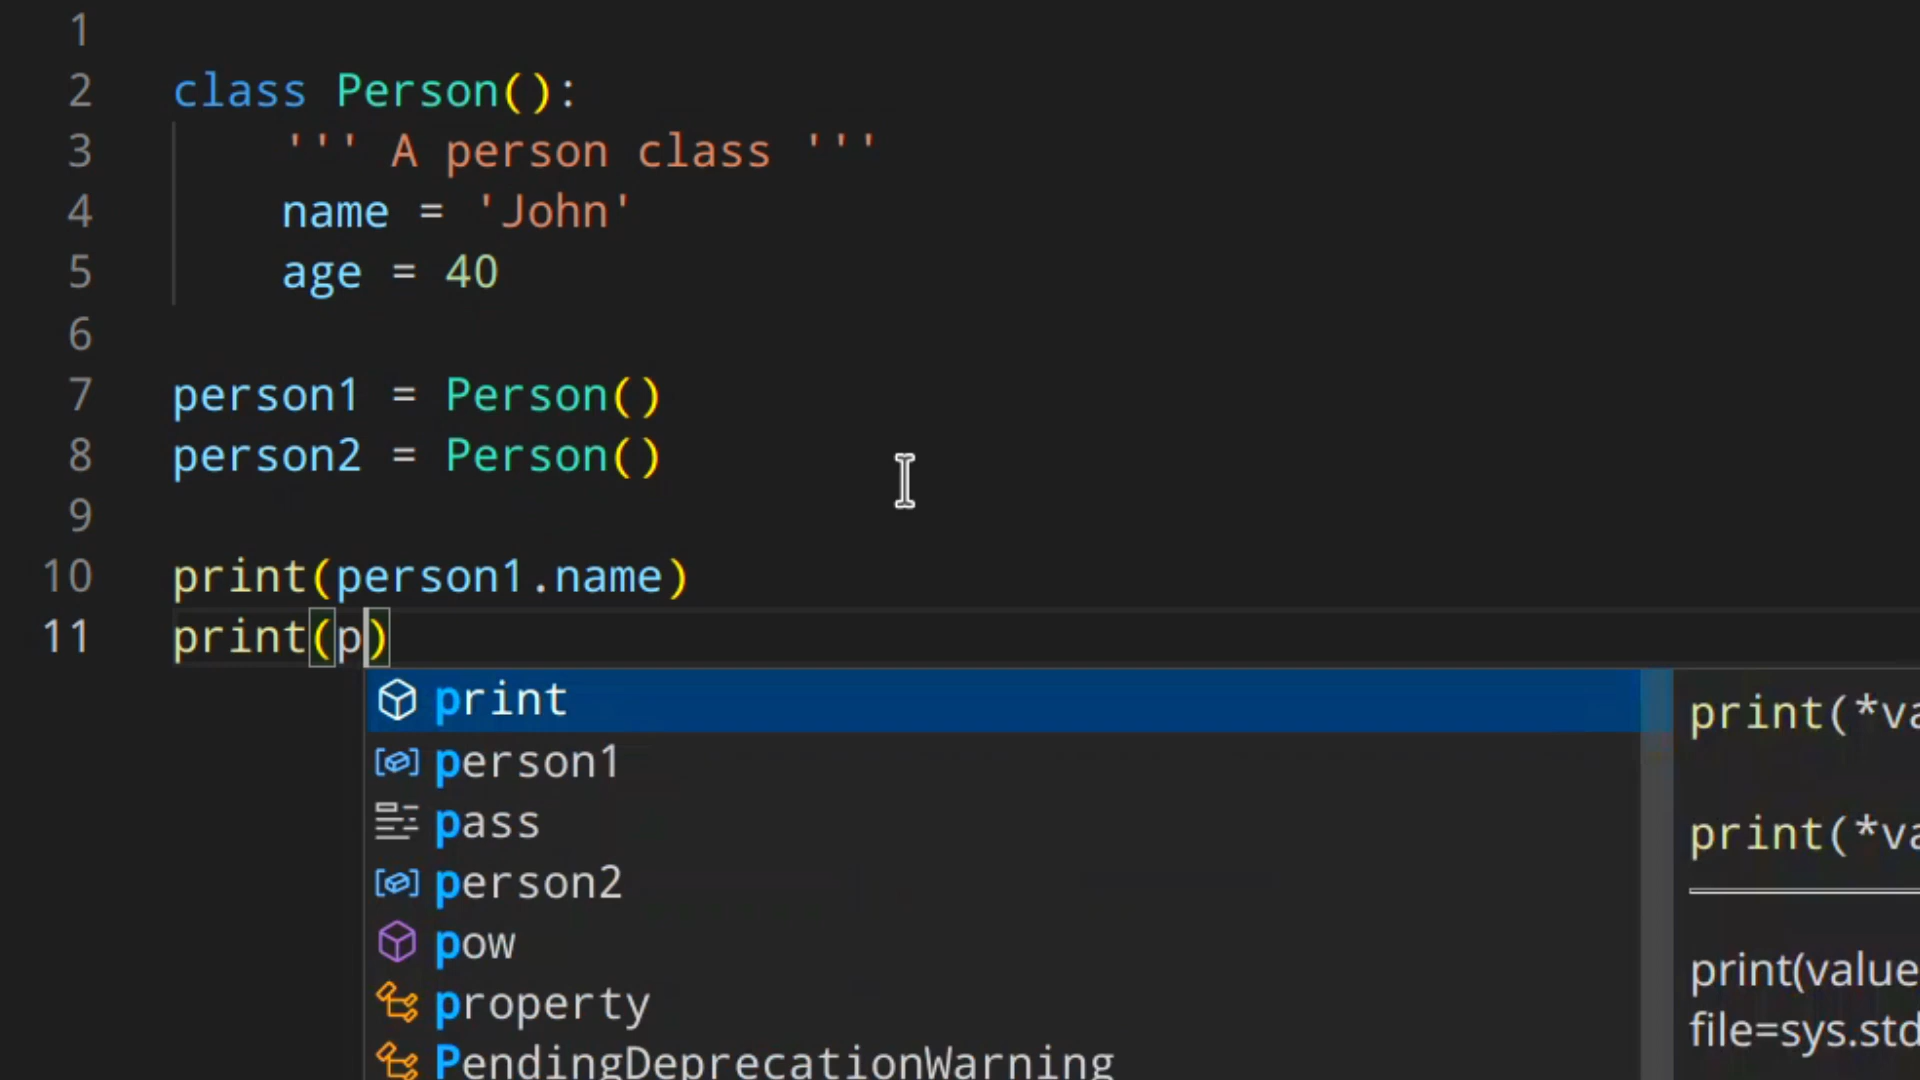 1
2 class Person():
3     ''' A person class '''
4     name = 'John'
5     age = 40
6
7 person1 = Person()
8 person2 = Person()
9
10 print(person1.name)
11 print(p)
print
person1
pass
person2
pow
property
PendingDeprecationWarning
print(*va
print(*va
print(value
file=sys.std